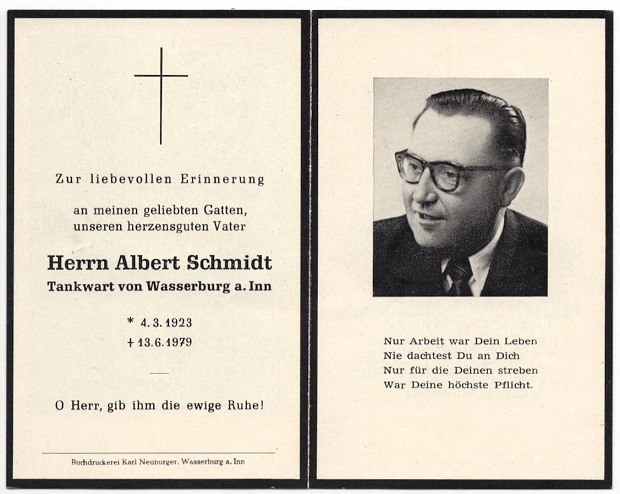 Zur liebevollen Erinnerung
an meinen geliebten Gatten,
unseren herzensguten Vater
Herrn Albert Schmidt
Tankwart von Wasserburg a. Inn
* 4. 3. 1923
† 13. 6. 1979
O Herr, gib ihm die ewige Ruhe!
Buchdruckerei Karl Neuburger, Wasserburg a. Inn
Nur Arbeit war Dein Leben
Nie dachtest Du an Dich
Nur für die Deinen streben
War Deine höchste Pflicht.